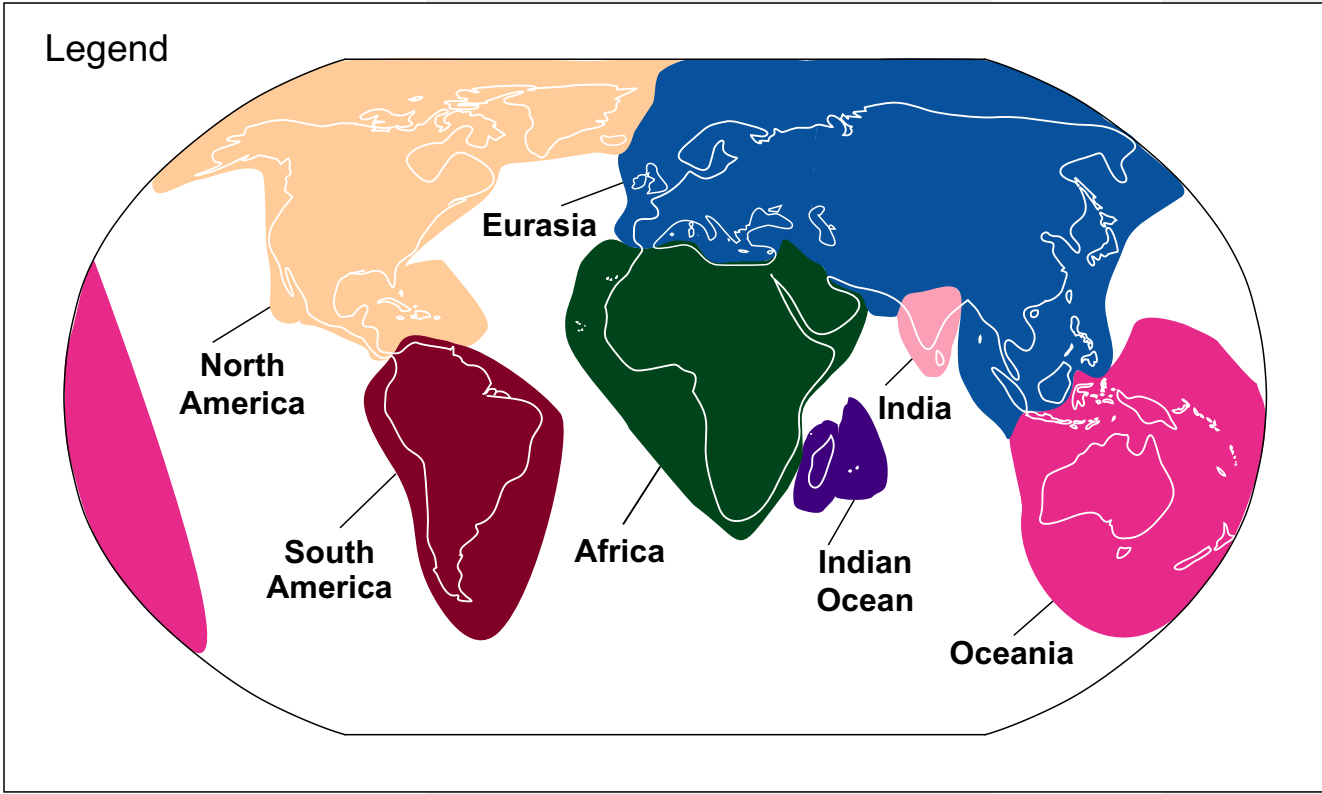 Legend
Eurasia
North
America
India
South
America
Africa
Indian
Ocean
Oceania